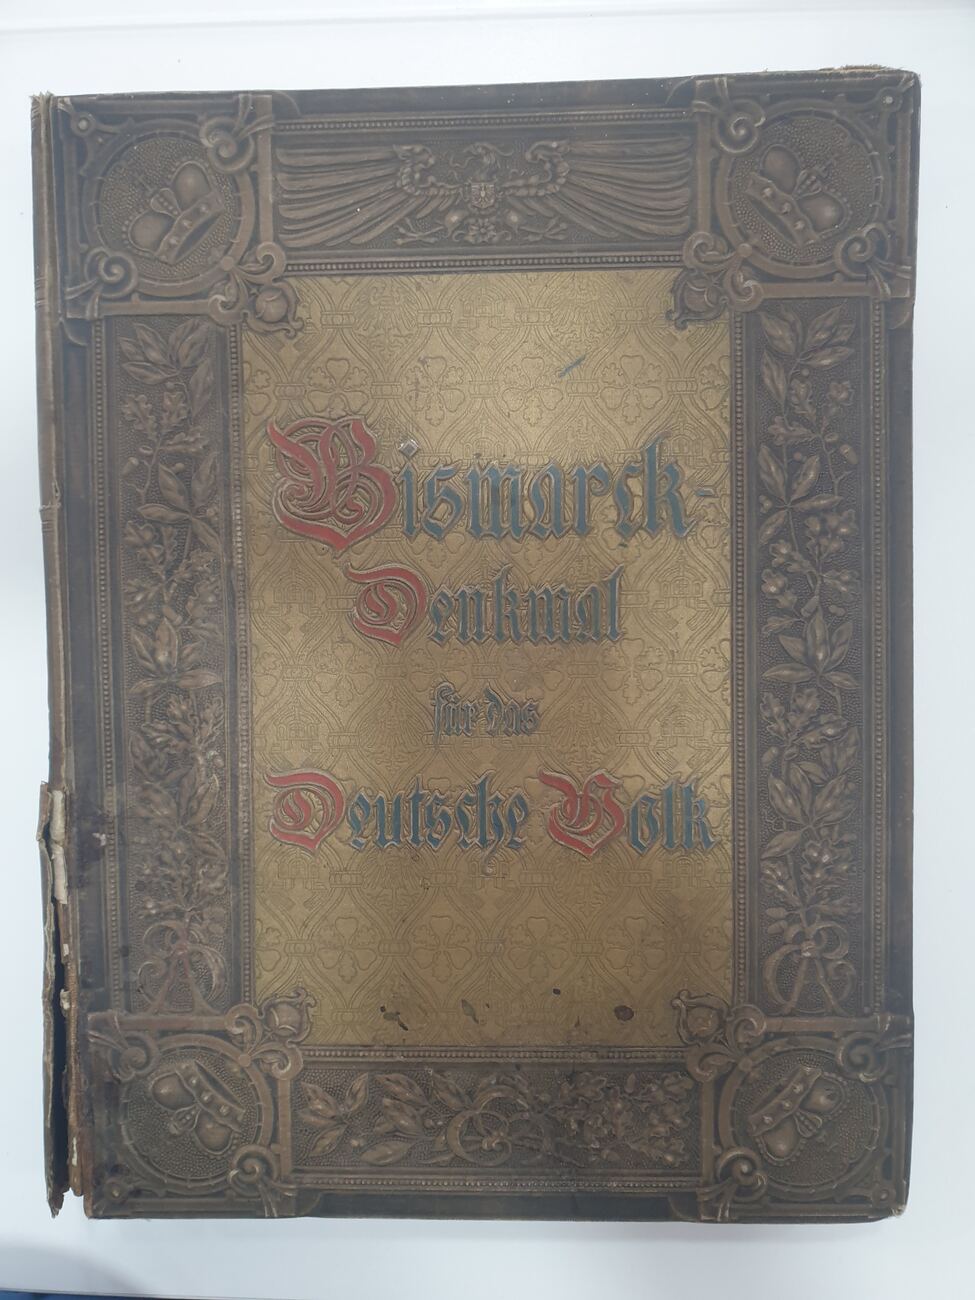 Bismarck-
Denkmal
für das
Deutsche Volk